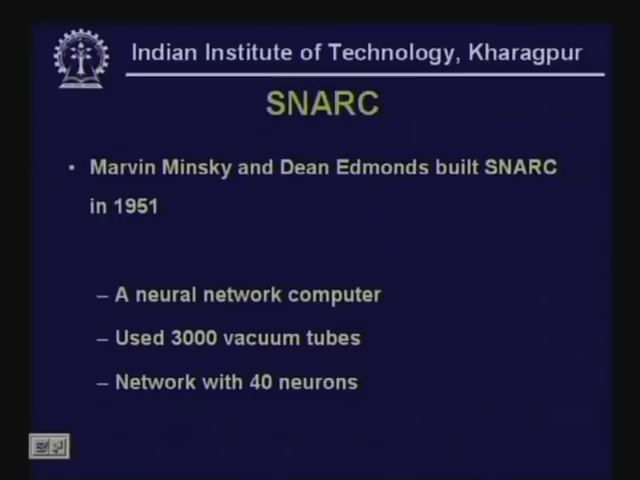 Indian Institute of Technology, Kharagpur
SNARC
• Marvin Minsky and Dean Edmonds built SNARC
in 1951
– A neural network computer
– Used 3000 vacuum tubes
– Network with 40 neurons